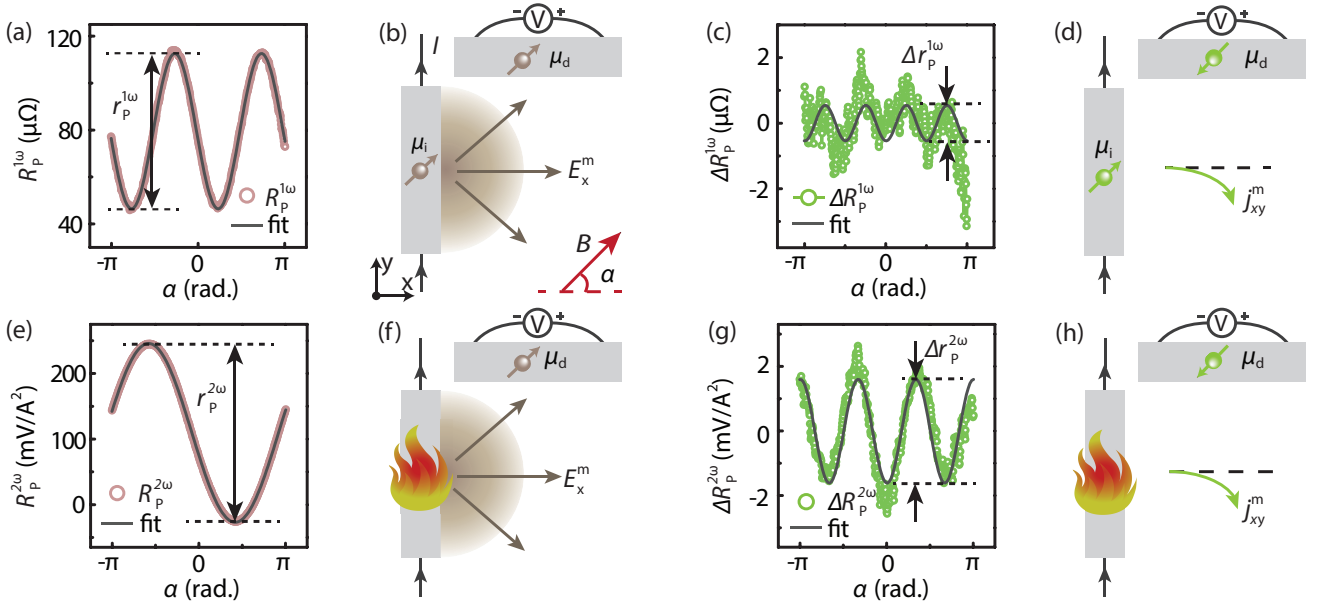 (a)
120
80
40
R_P^{1ω} (μΩ)
r_P^{1ω}
R_P^{1ω}
fit
-π 0 π
α (rad.)
(b)
I
- V +
μ_d
μ_i
E_x^m
B
α
y
x
(c)
2
0
-2
ΔR_P^{1ω} (μΩ)
Δr_P^{1ω}
ΔR_P^{1ω}
fit
-π 0 π
α (rad.)
(d)
- V +
μ_d
μ_i
j_{xy}^m
(e)
200
100
0
R_P^{2ω} (mV/A²)
r_P^{2ω}
R_P^{2ω}
fit
-π 0 π
α (rad.)
(f)
- V +
μ_d
E_x^m
(g)
2
0
-2
ΔR_P^{2ω} (mV/A²)
Δr_P^{2ω}
ΔR_P^{2ω}
fit
-π 0 π
α (rad.)
(h)
- V +
μ_d
j_{xy}^m